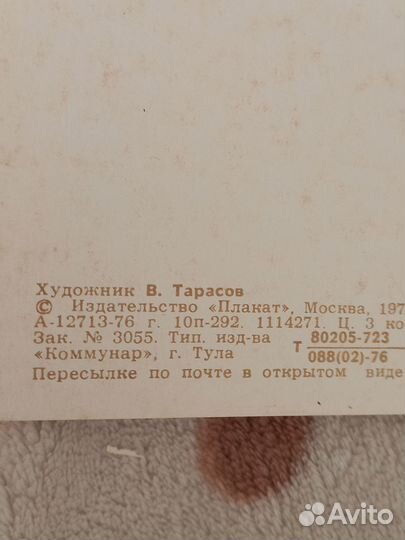 Художник В. Тарасов
© Издательство «Плакат», Москва, 197
А-12713-76 г. 10п-292. 1114271. Ц. 3 ко
Зак. № 3055. Тип. изд-ва Т 80205-723
«Коммунар», г. Тула 088(02)-76
Пересылке по почте в открытом виде
Avito